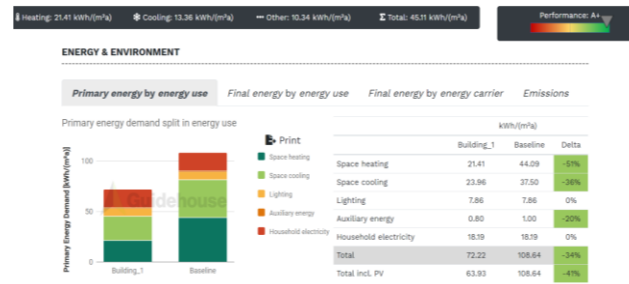 Heating: 21.41 kWh/(m²a) Cooling: 13.36 kWh/(m²a) Other: 10.34 kWh/(m²a) Σ Total: 45.11 kWh/(m²a) Performance: A+
ENERGY & ENVIRONMENT
Primary energy by energy use Final energy by energy use Final energy by energy carrier Emissions
Primary energy demand split in energy use
Print
Primary Energy Demand [kWh/(m²a)]
100
50
0
Building_1 Baseline
Guidehouse
Space heating
Space cooling
Lighting
Auxiliary energy
Household electricity
kWh/(m²a)
Building_1 Baseline Delta
Space heating 21.41 44.09 -51%
Space cooling 23.96 37.50 -36%
Lighting 7.86 7.86 0%
Auxiliary energy 0.80 1.00 -20%
Household electricity 18.19 18.19 0%
Total 72.22 108.64 -34%
Total incl. PV 63.93 108.64 -41%